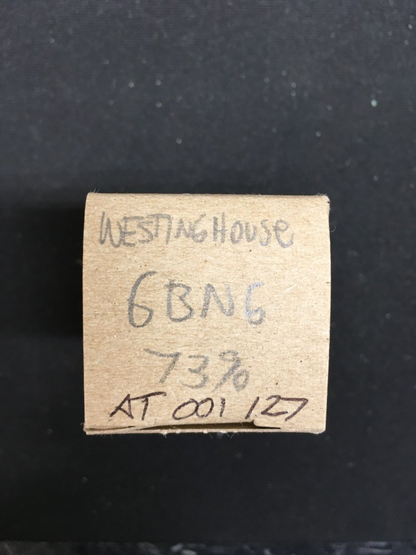 WESTINGHOUSe
6BN6
73%
AT 001 127